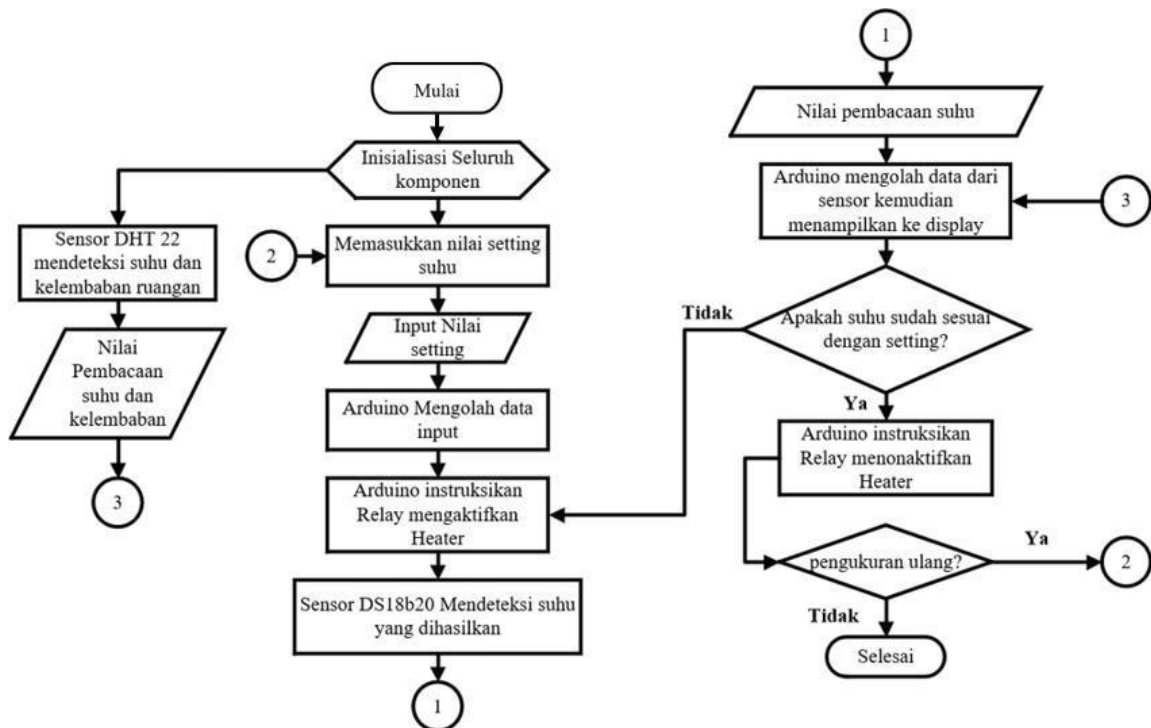 Mulai
Inisialisasi Seluruh
komponen
Sensor DHT 22
mendeteksi suhu dan
kelembaban ruangan
Nilai
Pembacaan
suhu dan
kelembaban
3
2
Memasukkan nilai setting
suhu
Input Nilai
setting
Arduino Mengolah data
input
Arduino instruksikan
Relay mengaktifkan
Heater
Sensor DS18b20 Mendeteksi suhu
yang dihasilkan
1
1
Nilai pembacaan suhu
Arduino mengolah data dari
sensor kemudian
menampilkan ke display
3
Tidak
Apakah suhu sudah sesuai
dengan setting?
Ya
Arduino instruksikan
Relay menonaktifkan
Heater
pengukuran ulang?
Ya
2
Tidak
Selesai